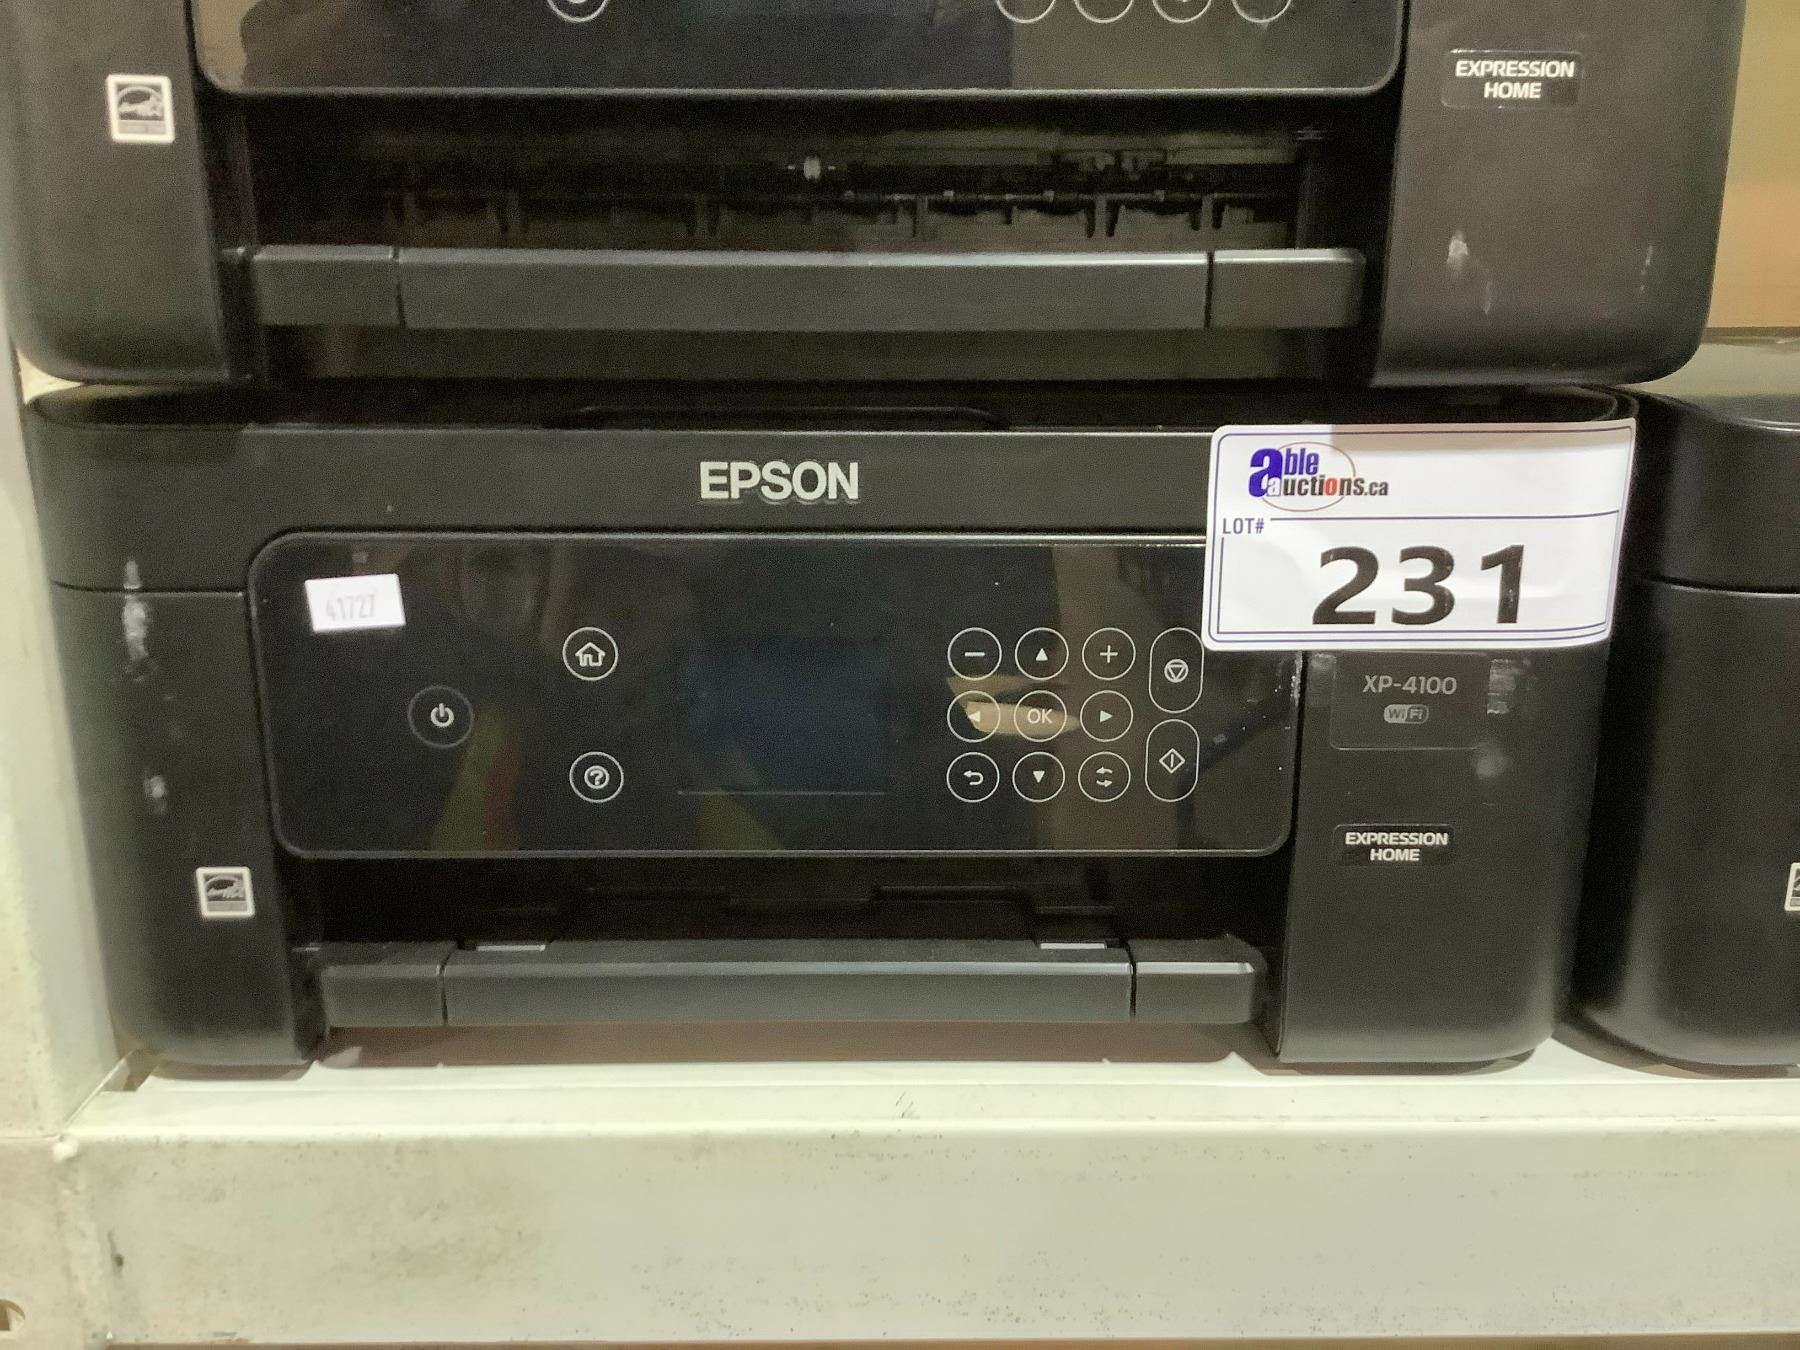 EXPRESSION
HOME
EPSON
able
auctions.ca
LOT#
231
41727
OK
XP-4100
WiFi
EXPRESSION
HOME